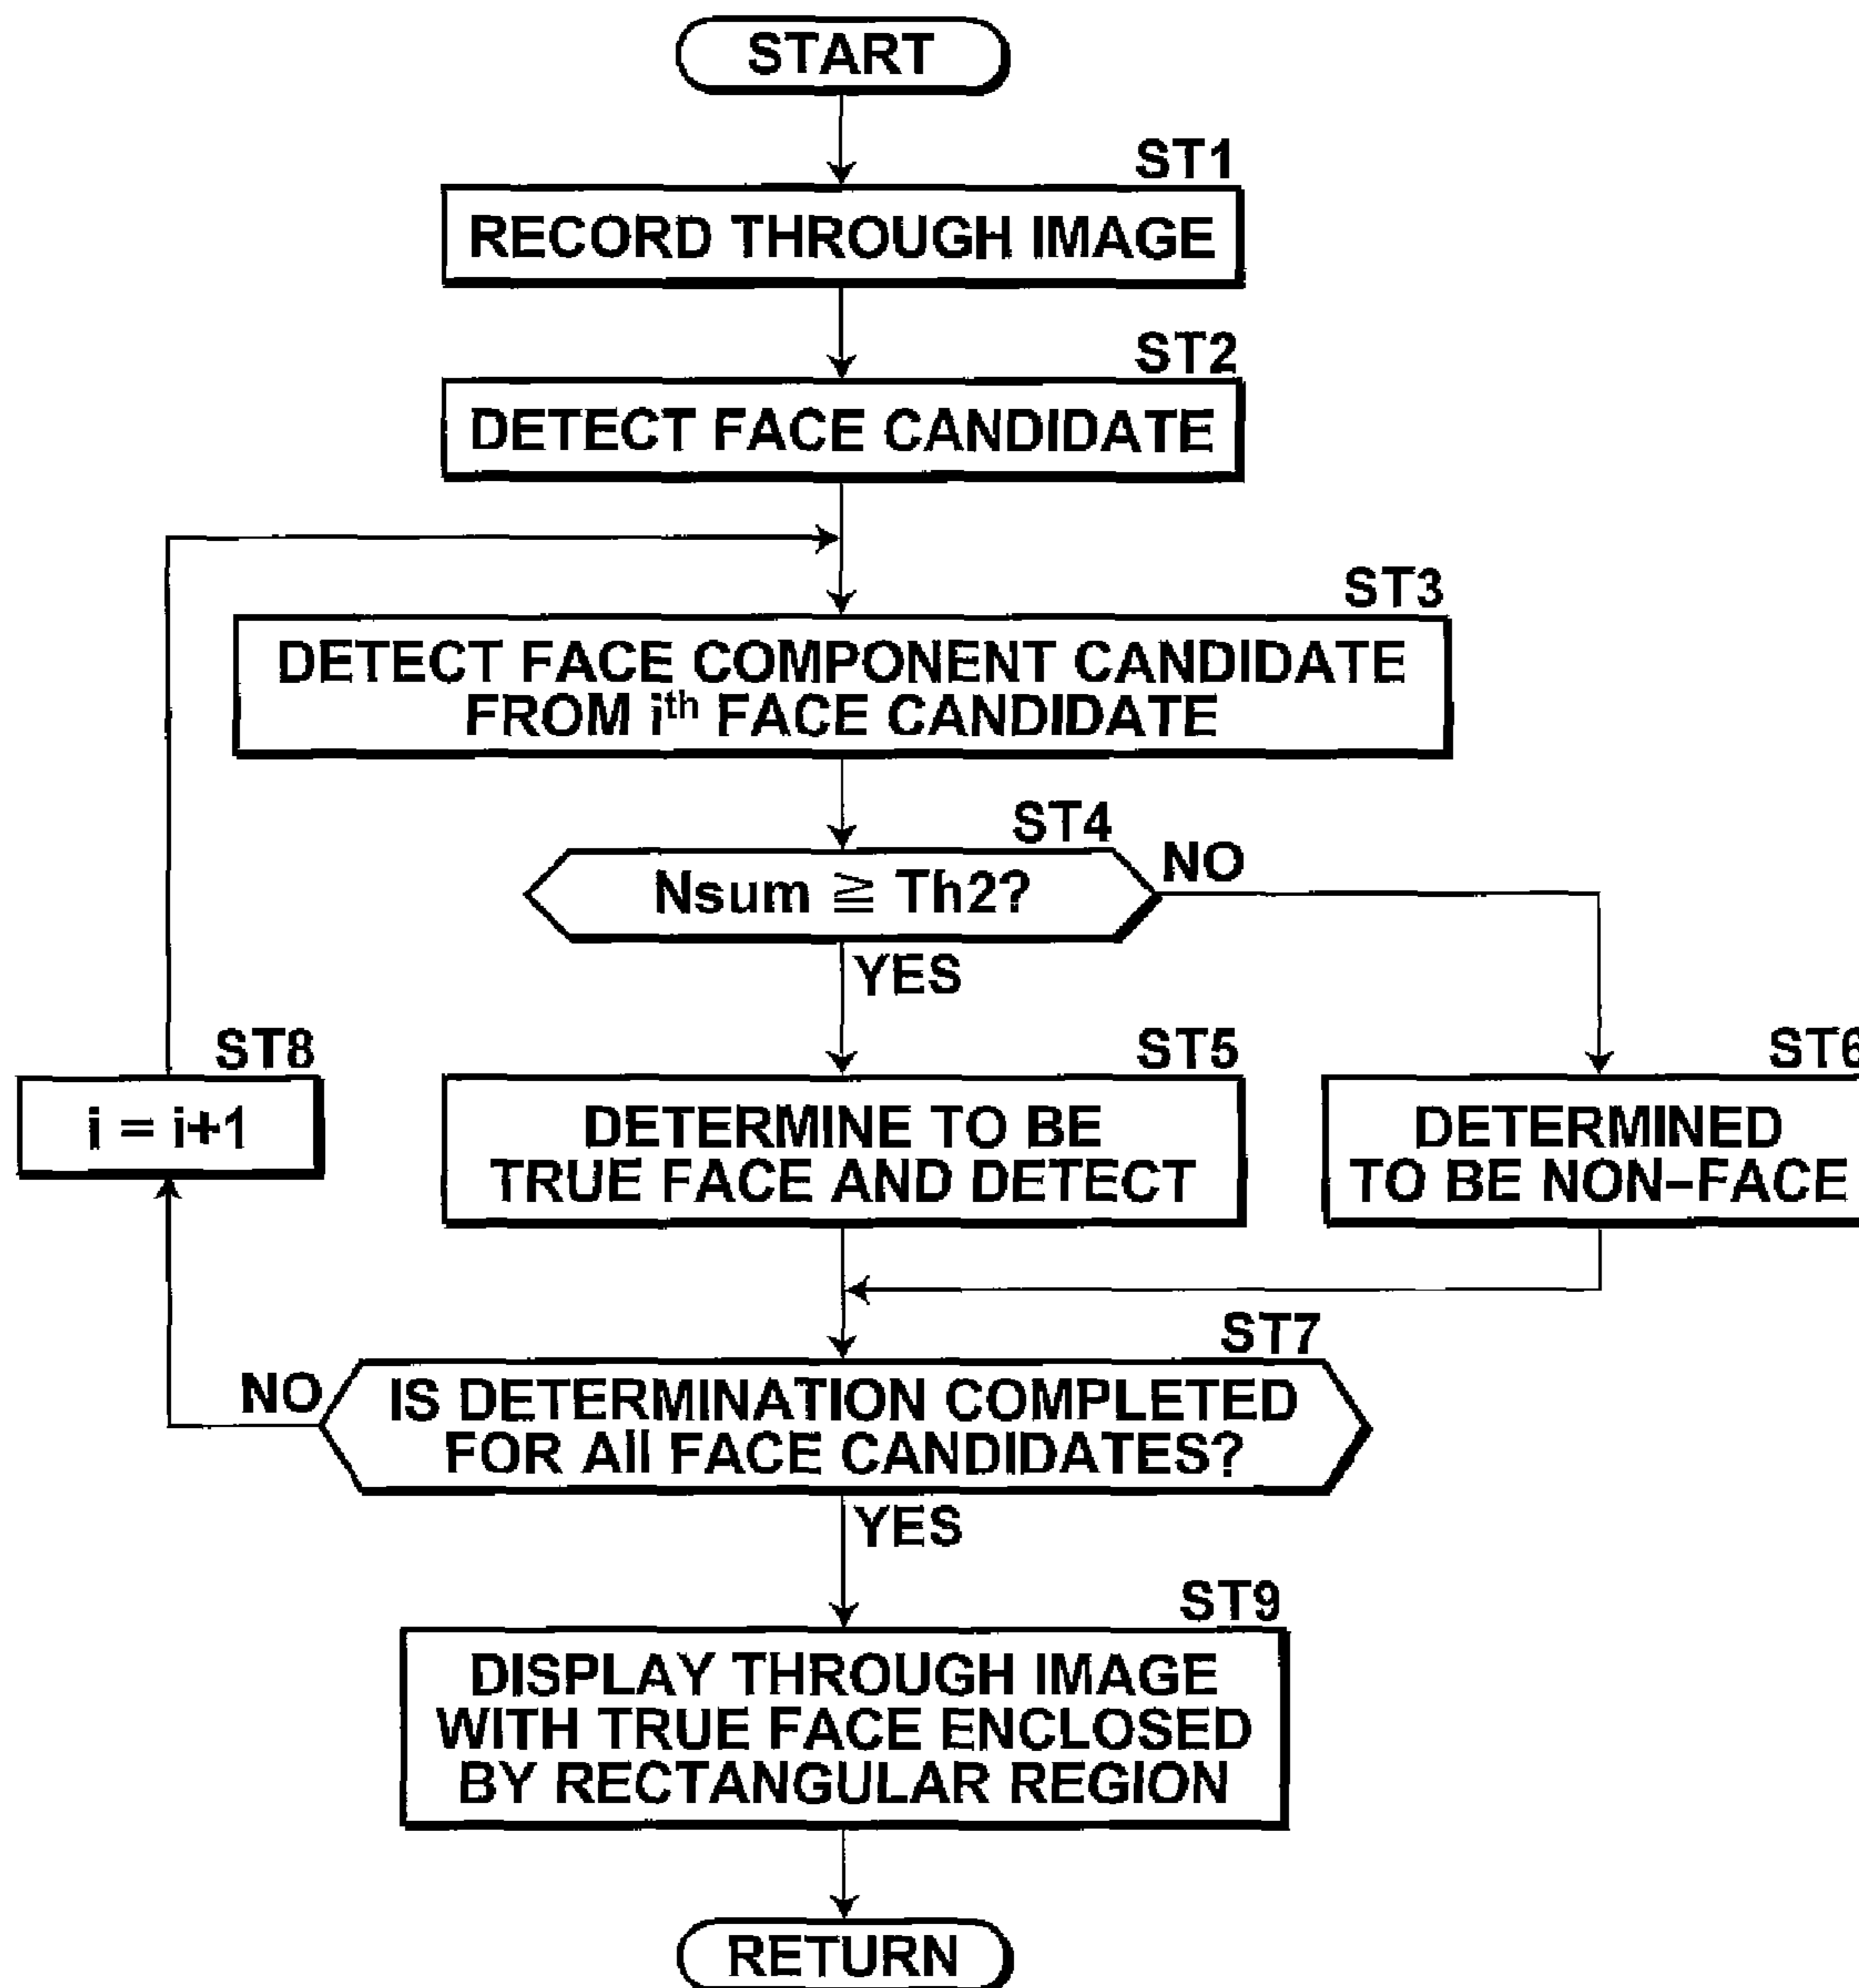 START
ST1
RECORD THROUGH IMAGE
ST2
DETECT FACE CANDIDATE
ST3
DETECT FACE COMPONENT CANDIDATE
FROM ith FACE CANDIDATE
ST4
Nsum ≧ Th2?
NO
YES
ST8
i = i+1
ST5
DETERMINE TO BE
TRUE FACE AND DETECT
ST6
DETERMINED
TO BE NON-FACE
ST7
NO
IS DETERMINATION COMPLETED
FOR All FACE CANDIDATES?
YES
ST9
DISPLAY THROUGH IMAGE
WITH TRUE FACE ENCLOSED
BY RECTANGULAR REGION
RETURN